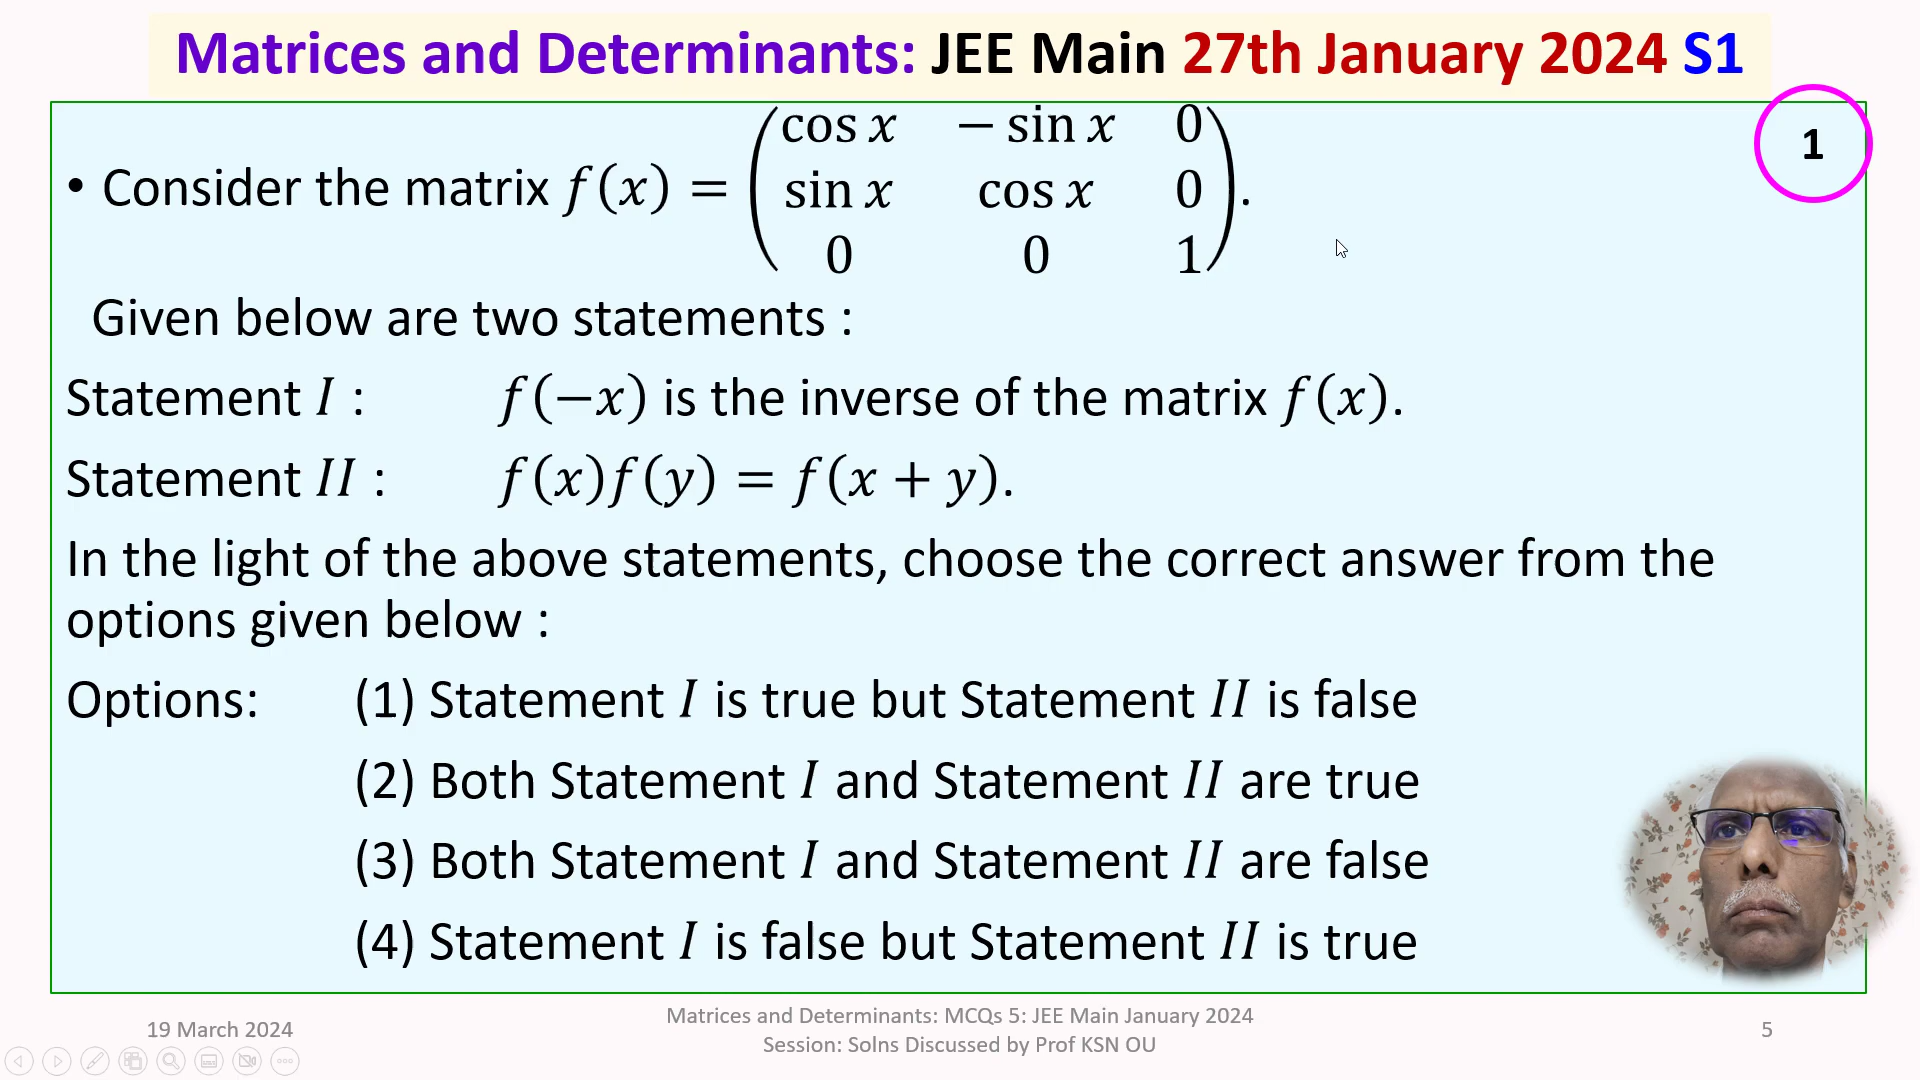 Matrices and Determinants: JEE Main 27th January 2024 S1
1
• Consider the matrix f(x) = (cos x − sin x 0
sin x cos x 0
0 0 1).
Given below are two statements :
Statement I : f(−x) is the inverse of the matrix f(x).
Statement II : f(x)f(y) = f(x + y).
In the light of the above statements, choose the correct answer from the
options given below :
Options: (1) Statement I is true but Statement II is false
(2) Both Statement I and Statement II are true
(3) Both Statement I and Statement II are false
(4) Statement I is false but Statement II is true
19 March 2024
Matrices and Determinants: MCQs 5: JEE Main January 2024
Session: Solns Discussed by Prof KSN OU
5